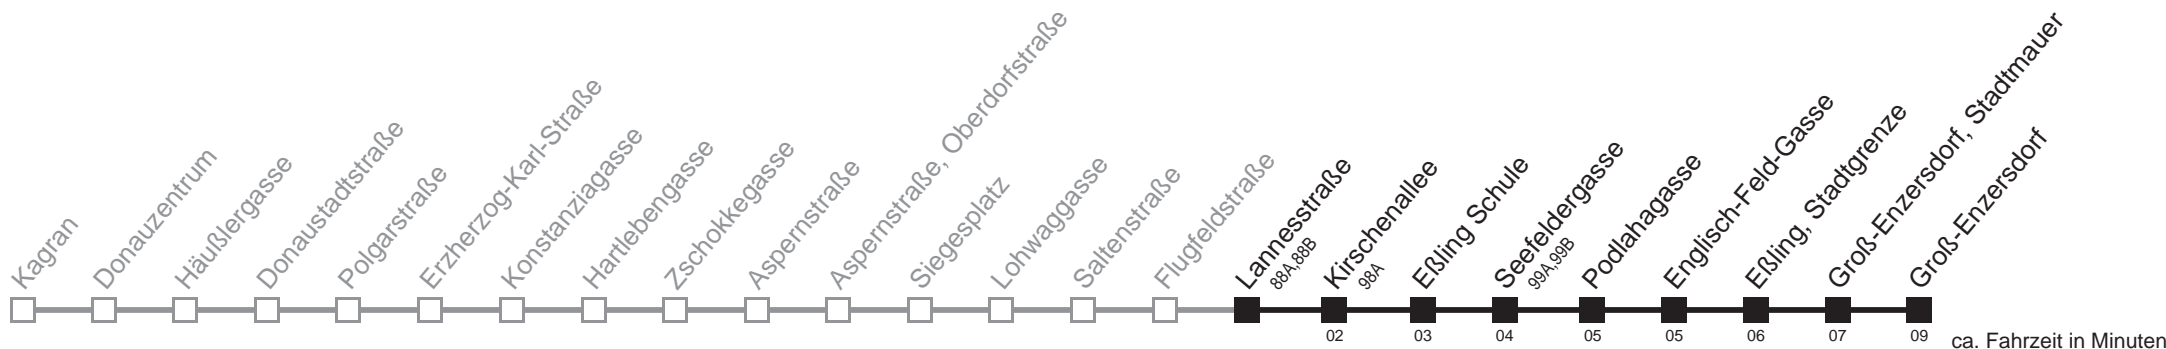 Kagran
Donauzentrum
Häußlergasse
Donaustadtstraße
Polgarstraße
Erzherzog-Karl-Straße
Konstanziagasse
Hartlebengasse
Zschokkegasse
Aspernstraße
Aspernstraße, Oberdorfstraße
Siegesplatz
Lohwaggasse
Saltenstraße
Flugfeldstraße
Lannesstraße
88A,88B
Kirschenallee
98A
Eßling Schule
Seefeldergasse
99A,99B
Podlahagasse
Englisch-Feld-Gasse
Eßling, Stadtgrenze
Groß-Enzersdorf, Stadtmauer
Groß-Enzersdorf
02 03 04 05 05 06 07 09 ca. Fahrzeit in Minuten